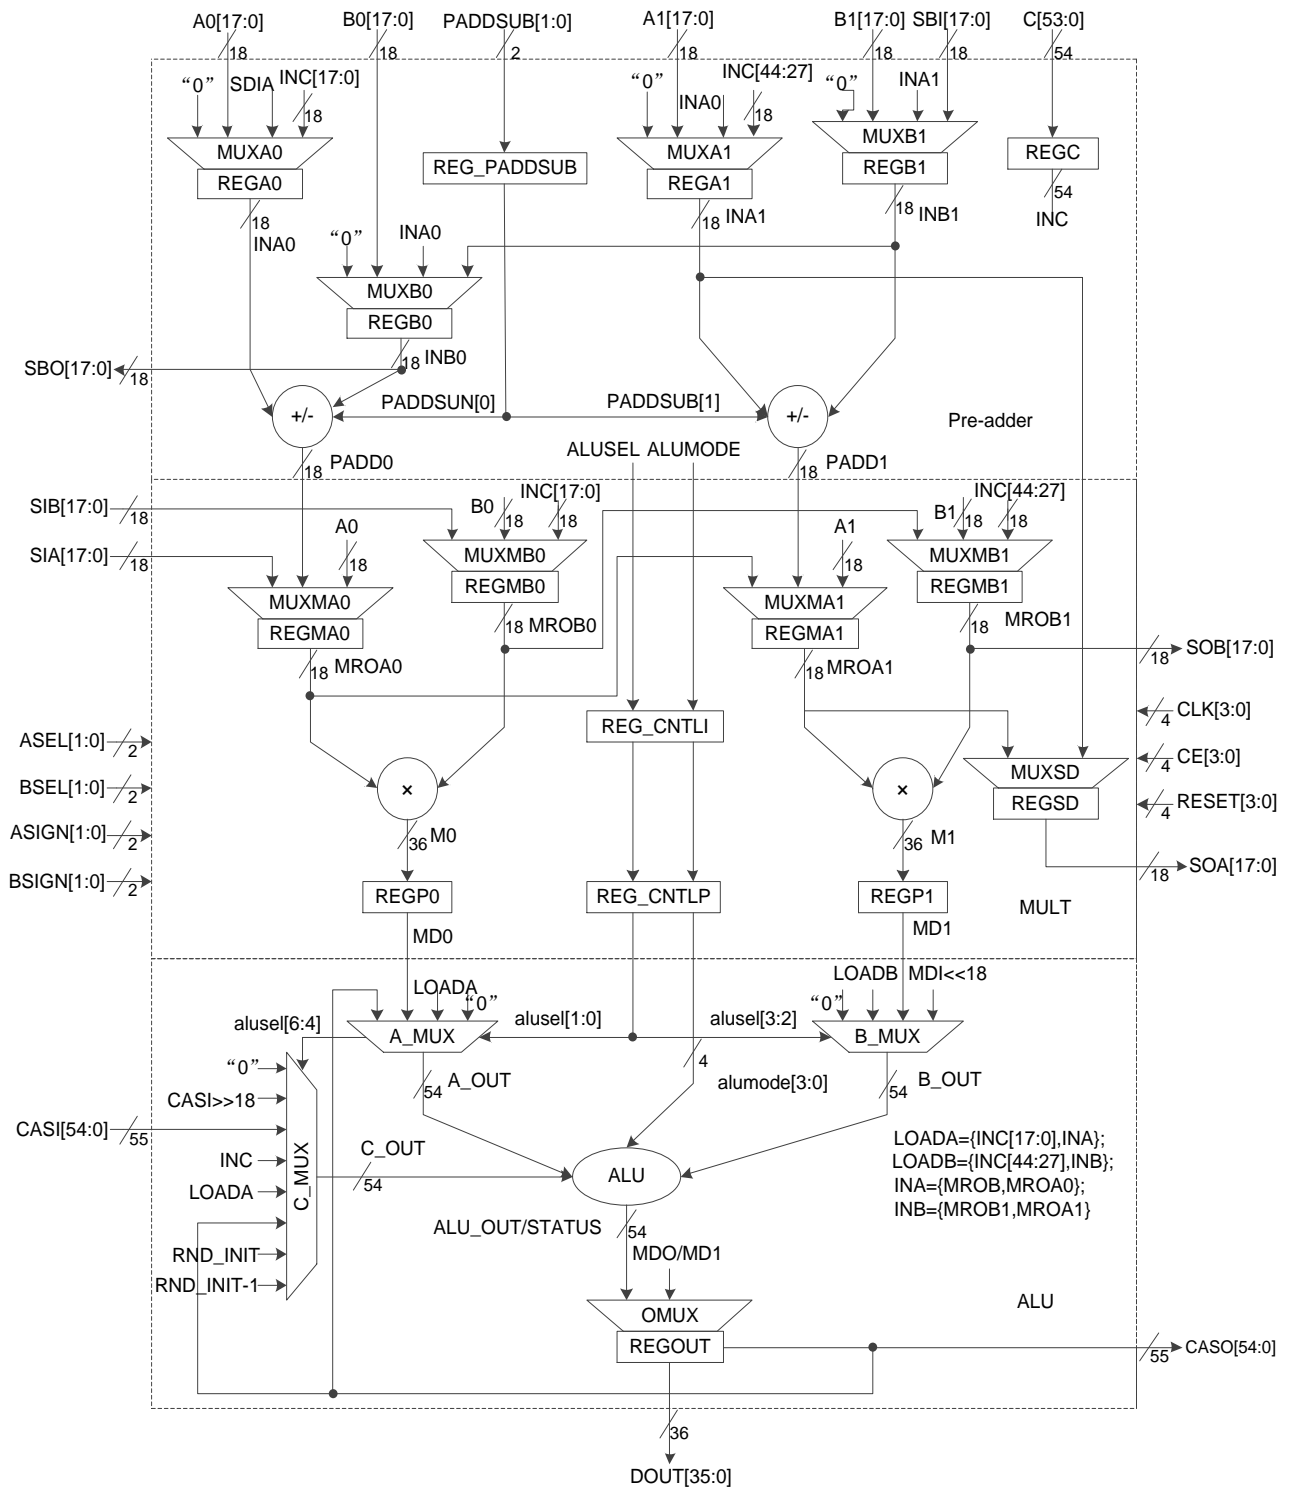 A0[17:0]
B0[17:0]
PADDSUB[1:0]
A1[17:0]
B1[17:0]
SBI[17:0]
C[53:0]
18
18
2
18
18
18
54
“0”
SDIA
INC[17:0]
18
“0”
INA0
INC[44:27]
18
“0”
INA1
MUXA0
REGA0
REG_PADDSUB
MUXA1
REGA1
MUXB1
REGB1
REGC
18
INA0
18
INA1
18
INB1
54
INC
“0”
INA0
MUXB0
REGB0
18
INB0
SBO[17:0]
18
+/-
PADDSUN[0]
PADDSUB[1]
+/-
Pre-adder
18
PADD0
ALUSEL
ALUMODE
18
PADD1
SIB[17:0]
18
B0
18
INC[17:0]
18
B1
18
INC[44:27]
18
SIA[17:0]
18
A0
18
MUXMB0
REGMB0
A1
18
MUXMB1
REGMB1
MUXMA0
REGMA0
18
MROB0
MUXMA1
REGMA1
18
MROB1
18
MROA0
18
MROA1
18
SOB[17:0]
REG_CNTLI
4
CLK[3:0]
ASEL[1:0]
2
4
CE[3:0]
BSEL[1:0]
2
×
×
MUXSD
REGSD
4
RESET[3:0]
ASIGN[1:0]
2
36
M0
36
M1
18
SOA[17:0]
BSIGN[1:0]
2
REGP0
REG_CNTLP
REGP1
MULT
MD0
MD1
LOADA
“0”
“0”
LOADB
MDI<<18
alusel[6:4]
A_MUX
alusel[1:0]
alusel[3:2]
B_MUX
“0”
54
A_OUT
4
alumode[3:0]
54
B_OUT
CASI>>18
CASI[54:0]
55
INC
LOADA
RND_INIT
RND_INIT-1
C_MUX
C_OUT
54
ALU
LOADA={INC[17:0],INA};
LOADB={INC[44:27],INB};
INA={MROB,MROA0};
INB={MROB1,MROA1}
ALU_OUT/STATUS
54
MDO/MD1
OMUX
REGOUT
ALU
55
CASO[54:0]
36
DOUT[35:0]